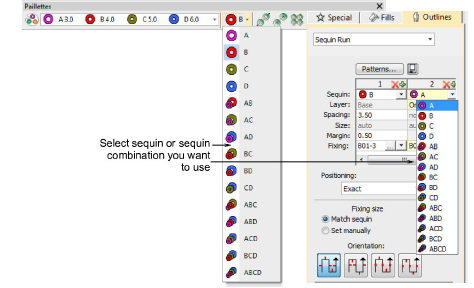 Paillettes
A 3.0 B 4.0 C 5.0 D 6.0 B
Special Fills Outlines
Sequin Run
Patterns...
1 2
Sequin: B A
Layer: Base
Spacing: 3.50
Size: auto
Margin: 0.50
Fixing: B01-3 ...
Positioning:
Exact
Fixing size
Match sequin
Set manually
Orientation:
A
B
C
D
AB
AC
AD
BC
BD
CD
ABC
ABD
ACD
BCD
ABCD
A
B
C
D
AB
AC
AD
BC
BD
CD
ABC
ABD
ACD
BCD
ABCD
Select sequin or sequin
combination you want
to use